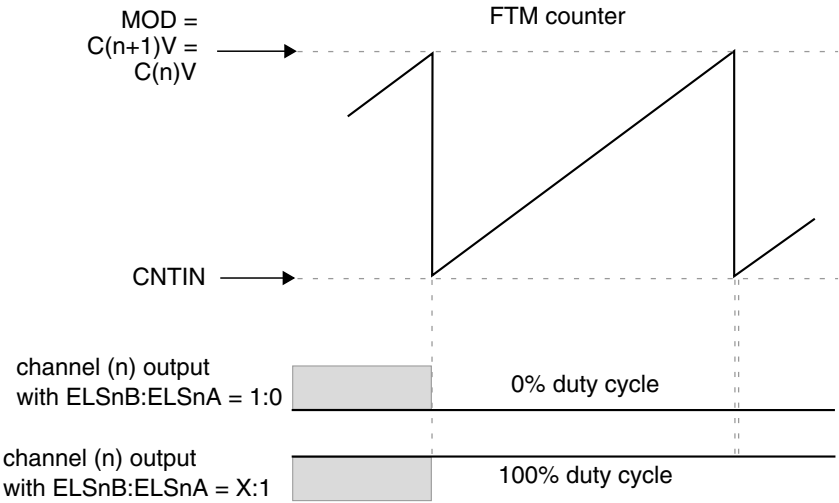 MOD =
C(n+1)V =
C(n)V
FTM counter
CNTIN
channel (n) output
with ELSnB:ELSnA = 1:0
0% duty cycle
channel (n) output
with ELSnB:ELSnA = X:1
100% duty cycle